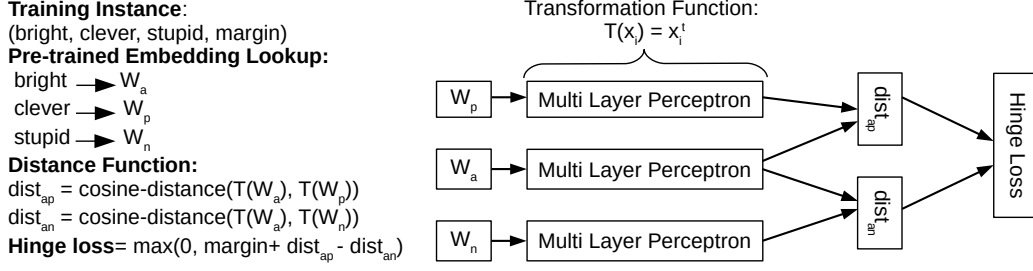 Training Instance:
(bright, clever, stupid, margin)
Pre-trained Embedding Lookup:
bright → Wₐ
clever → Wₚ
stupid → Wₙ
Distance Function:
distₐₚ = cosine-distance(T(Wₐ), T(Wₚ))
distₐₙ = cosine-distance(T(Wₐ), T(Wₙ))
Hinge loss= max(0, margin+ distₐₚ - distₐₙ)
Transformation Function:
T(xᵢ) = xᵢᵗ
Wₚ
Multi Layer Perceptron
Wₐ
Multi Layer Perceptron
Wₙ
Multi Layer Perceptron
distₐₚ
distₐₙ
Hinge Loss